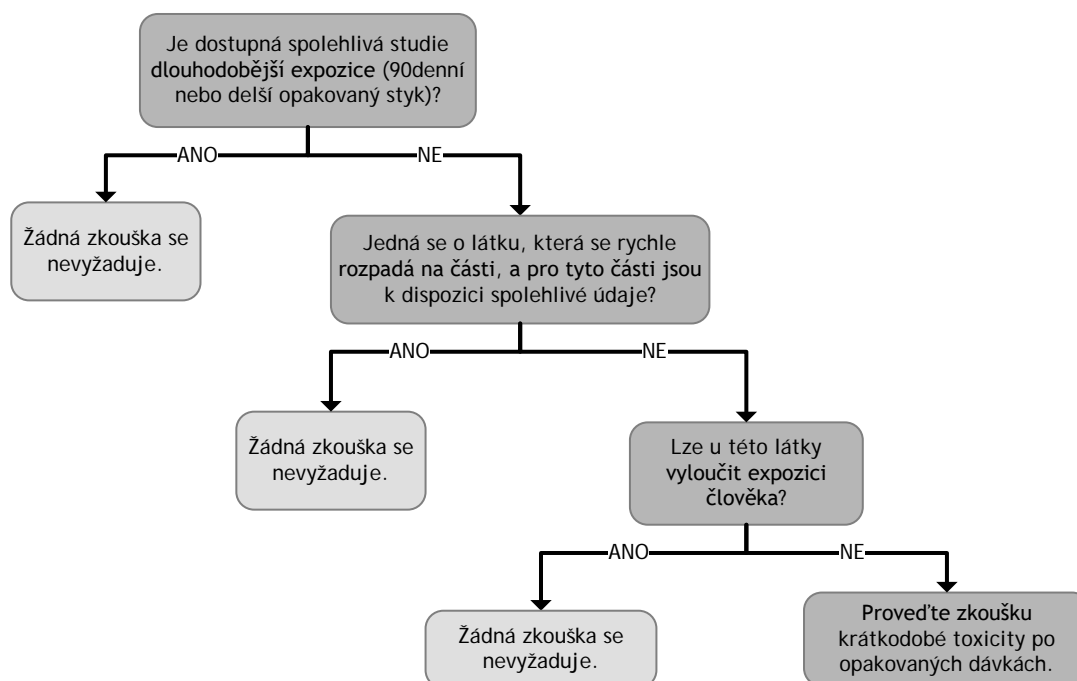 Je dostupná spolehlivá studie
dlouhodobější expozice (90denní
nebo delší opakovaný styk)?
ANO
NE
Žádná zkouška se
nevyžaduje.
Jedná se o látku, která se rychle
rozpadá na části, a pro tyto části jsou
k dispozici spolehlivé údaje?
ANO
NE
Žádná zkouška se
nevyžaduje.
Lze u této látky
vyloučit expozici
člověka?
ANO
NE
Žádná zkouška se
nevyžaduje.
Proveďte zkoušku
krátkodobé toxicity po
opakovaných dávkách.